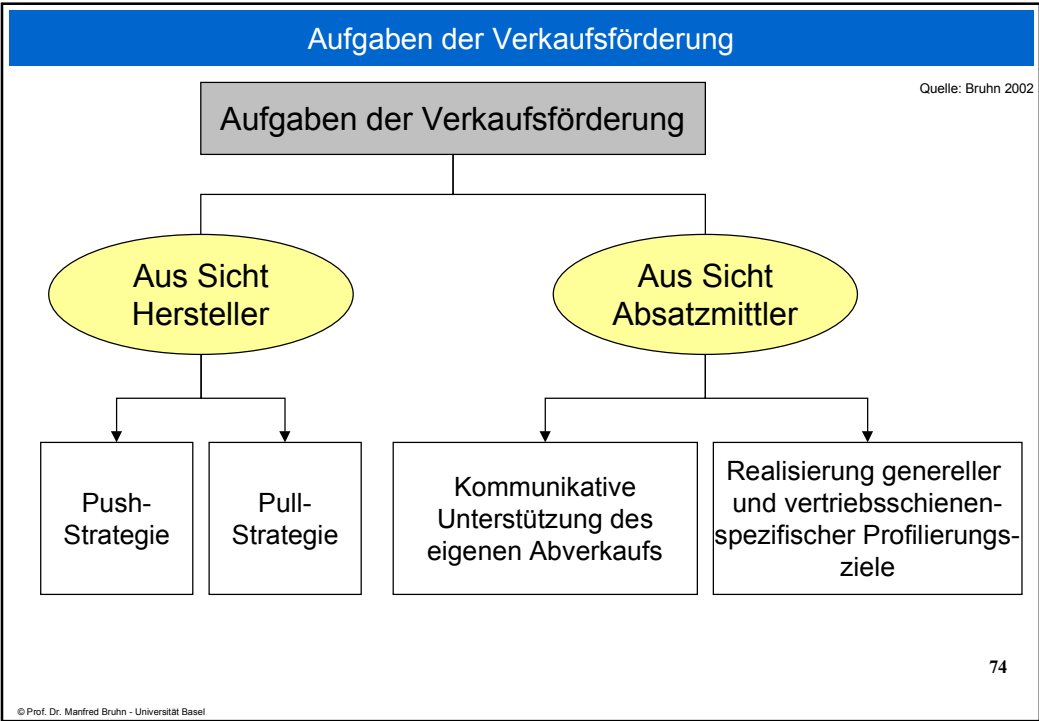 Aufgaben der Verkaufsförderung
Quelle: Bruhn 2002
Aufgaben der Verkaufsförderung
Aus Sicht
Hersteller
Aus Sicht
Absatzmittler
Push-
Strategie
Pull-
Strategie
Kommunikative
Unterstützung des
eigenen Abverkaufs
Realisierung genereller
und vertriebsschienen-
spezifischer Profilierungs-
ziele
74
© Prof. Dr. Manfred Bruhn - Universität Basel